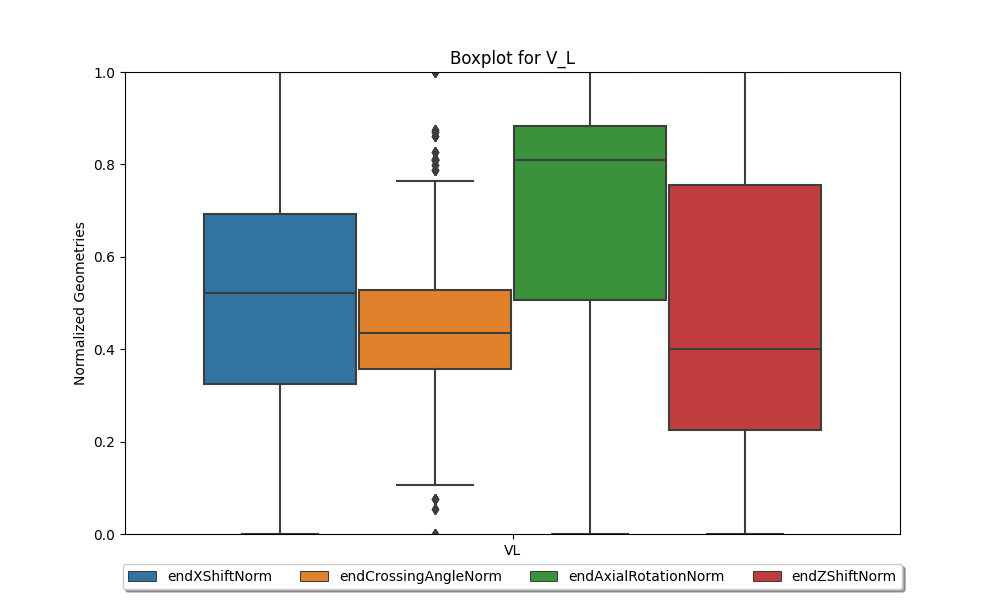 Boxplot for V_L
1.0
0.8
0.6
0.4
0.2
0.0
Normalized Geometries
VL
endXShiftNorm endCrossingAngleNorm endAxialRotationNorm endZShiftNorm